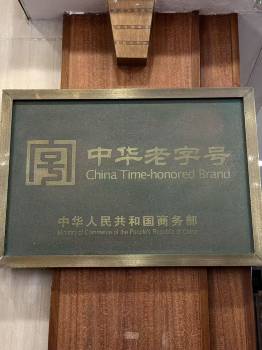 中华老字号
China Time-honored Brand
中华人民共和国商务部
Ministry of Commerce of the People's Republic of China